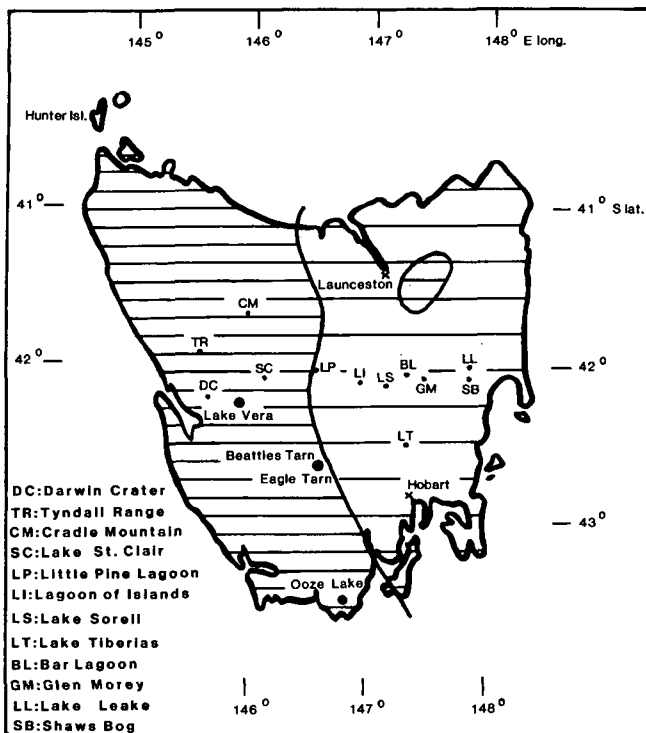 145° 146° 147° 148° E long.
Hunter Isl.
41° 41° S lat.
Launceston
CM
TR
42° 42°
SC LP LI LS BL LL
DC GM SB
Lake Vera
LT
Beatties Tarn
Eagle Tarn
Hobart
43°
Ooze Lake
DC:Darwin Crater
TR:Tyndall Range
CM:Cradle Mountain
SC:Lake St. Clair
LP:Little Pine Lagoon
LI:Lagoon of Islands
LS:Lake Sorell
LT:Lake Tiberias
BL:Bar Lagoon
GM:Glen Morey
LL:Lake Leake
SB:Shaws Bog
146° 147° 148°